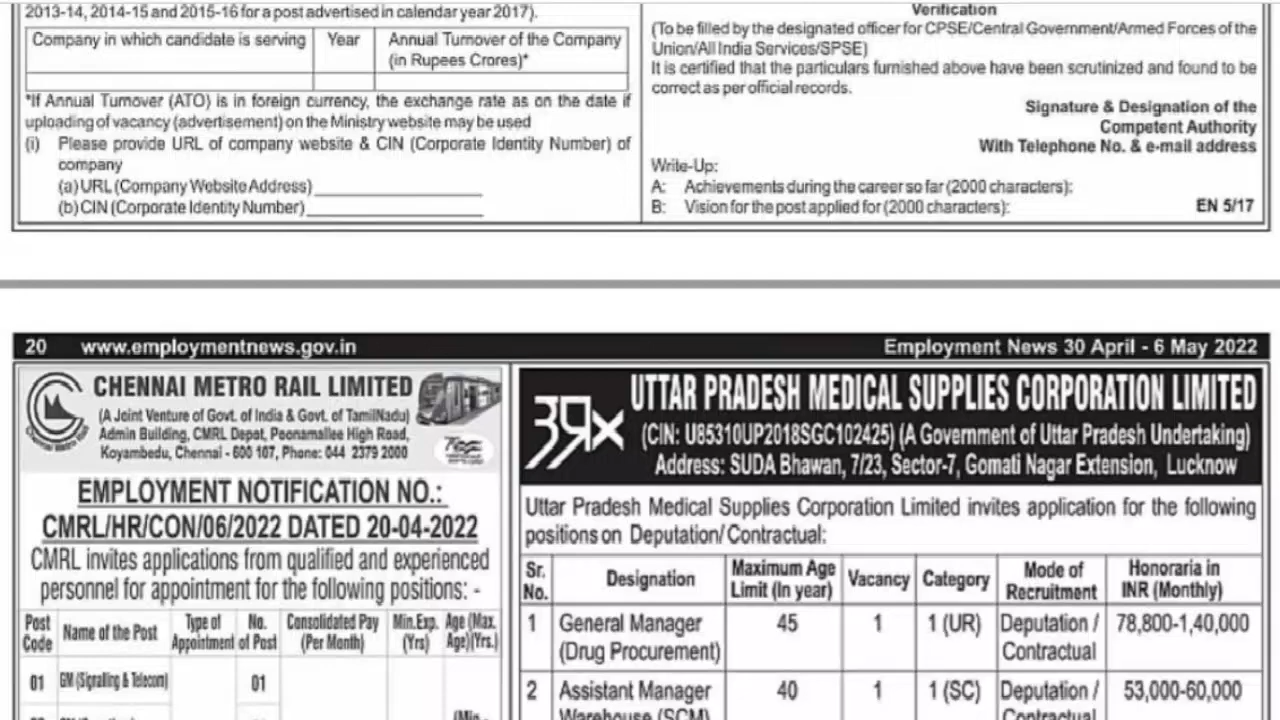 2013-14, 2014-15 and 2015-16 for a post advertised in calendar year 2017).
Company in which candidate is serving Year Annual Turnover of the Company (in Rupees Crores)*
*If Annual Turnover (ATO) is in foreign currency, the exchange rate as on the date if
uploading of vacancy (advertisement) on the Ministry website may be used
(i) Please provide URL of company website & CIN (Corporate Identity Number) of
company
(a) URL (Company Website Address)
(b) CIN (Corporate Identity Number)
Verification
(To be filled by the designated officer for CPSE/Central Government/Armed Forces of the
Union/All India Services/SPSE)
It is certified that the particulars furnished above have been scrutinized and found to be
correct as per official records.
Signature & Designation of the
Competent Authority
With Telephone No. & e-mail address
Write-Up:
A: Achievements during the career so far (2000 characters):
B: Vision for the post applied for (2000 characters): EN 5/17
20 www.employmentnews.gov.in Employment News 30 April - 6 May 2022
CHENNAI METRO RAIL LIMITED
(A Joint Venture of Govt. of India & Govt. of TamilNadu)
Admin Building, CMRL Depot, Poonamallee High Road,
Koyambedu, Chennai - 600 107, Phone: 044 2379 2000
EMPLOYMENT NOTIFICATION NO.:
CMRL/HR/CON/06/2022 DATED 20-04-2022
CMRL invites applications from qualified and experienced
personnel for appointment for the following positions: -
Post Code Name of the Post Type of Appointment No. of Post Consolidated Pay (Per Month) Min.Exp. (Yrs) Age (Max. Age)(Yrs.)
01 GM (Signalling & Telecom) 01
(Min
उप्रx UTTAR PRADESH MEDICAL SUPPLIES CORPORATION LIMITED
(CIN: U85310UP2018SGC102425) (A Government of Uttar Pradesh Undertaking)
Address: SUDA Bhawan, 7/23, Sector-7, Gomati Nagar Extension, Lucknow
Uttar Pradesh Medical Supplies Corporation Limited invites application for the following
positions on Deputation/ Contractual:
Sr. No. Designation Maximum Age Limit (In year) Vacancy Category Mode of Recruitment Honoraria in INR (Monthly)
1 General Manager (Drug Procurement) 45 1 1 (UR) Deputation / Contractual 78,800-1,40,000
2 Assistant Manager Warehouse (SCM) 40 1 1 (SC) Deputation / Contractual 53,000-60,000